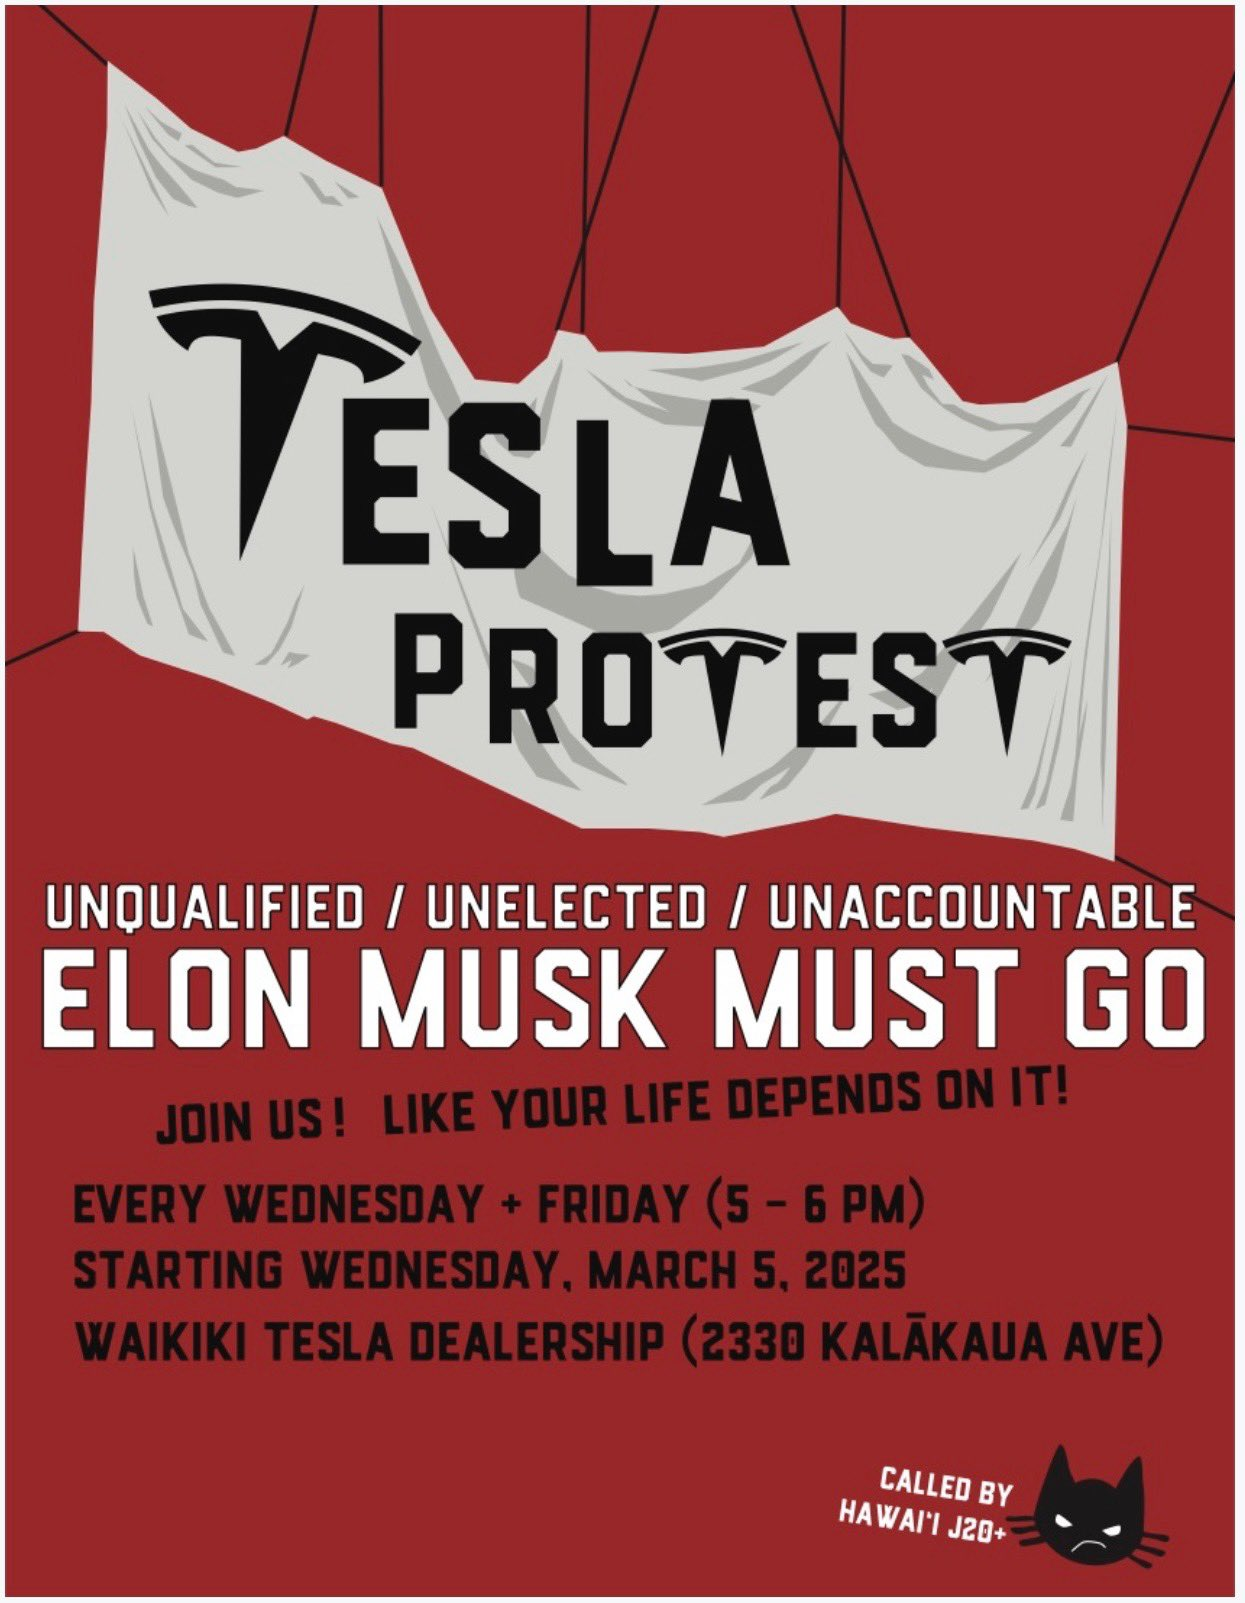 TESLA
PROTEST
UNQUALIFIED / UNELECTED / UNACCOUNTABLE
ELON MUSK MUST GO
JOIN US! LIKE YOUR LIFE DEPENDS ON IT!
EVERY WEDNESDAY + FRIDAY (5 – 6 PM)
STARTING WEDNESDAY, MARCH 5, 2025
WAIKIKI TESLA DEALERSHIP (2330 KALĀKAUA AVE)
CALLED BY
HAWAIʻI J20+